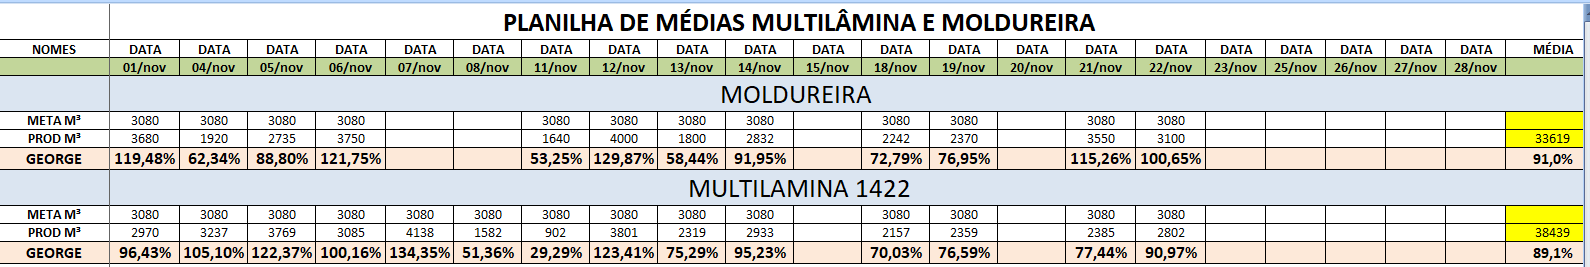 PLANILHA DE MÉDIAS MULTILÂMINA E MOLDUREIRA
NOMES DATA DATA DATA DATA DATA DATA DATA DATA DATA DATA DATA DATA DATA DATA DATA DATA DATA DATA DATA DATA DATA MÉDIA
01/nov 04/nov 05/nov 06/nov 07/nov 08/nov 11/nov 12/nov 13/nov 14/nov 15/nov 18/nov 19/nov 20/nov 21/nov 22/nov 23/nov 25/nov 26/nov 27/nov 28/nov
MOLDUREIRA
META M³ 3080 3080 3080 3080 3080 3080 3080 3080 3080 3080 3080 3080
PROD M³ 3680 1920 2735 3750 1640 4000 1800 2832 2242 2370 3550 3100 33619
GEORGE 119,48% 62,34% 88,80% 121,75% 53,25% 129,87% 58,44% 91,95% 72,79% 76,95% 115,26% 100,65% 91,0%
MULTILAMINA 1422
META M³ 3080 3080 3080 3080 3080 3080 3080 3080 3080 3080 3080 3080 3080 3080
PROD M³ 2970 3237 3769 3085 4138 1582 902 3801 2319 2933 2157 2359 2385 2802 38439
GEORGE 96,43% 105,10% 122,37% 100,16% 134,35% 51,36% 29,29% 123,41% 75,29% 95,23% 70,03% 76,59% 77,44% 90,97% 89,1%